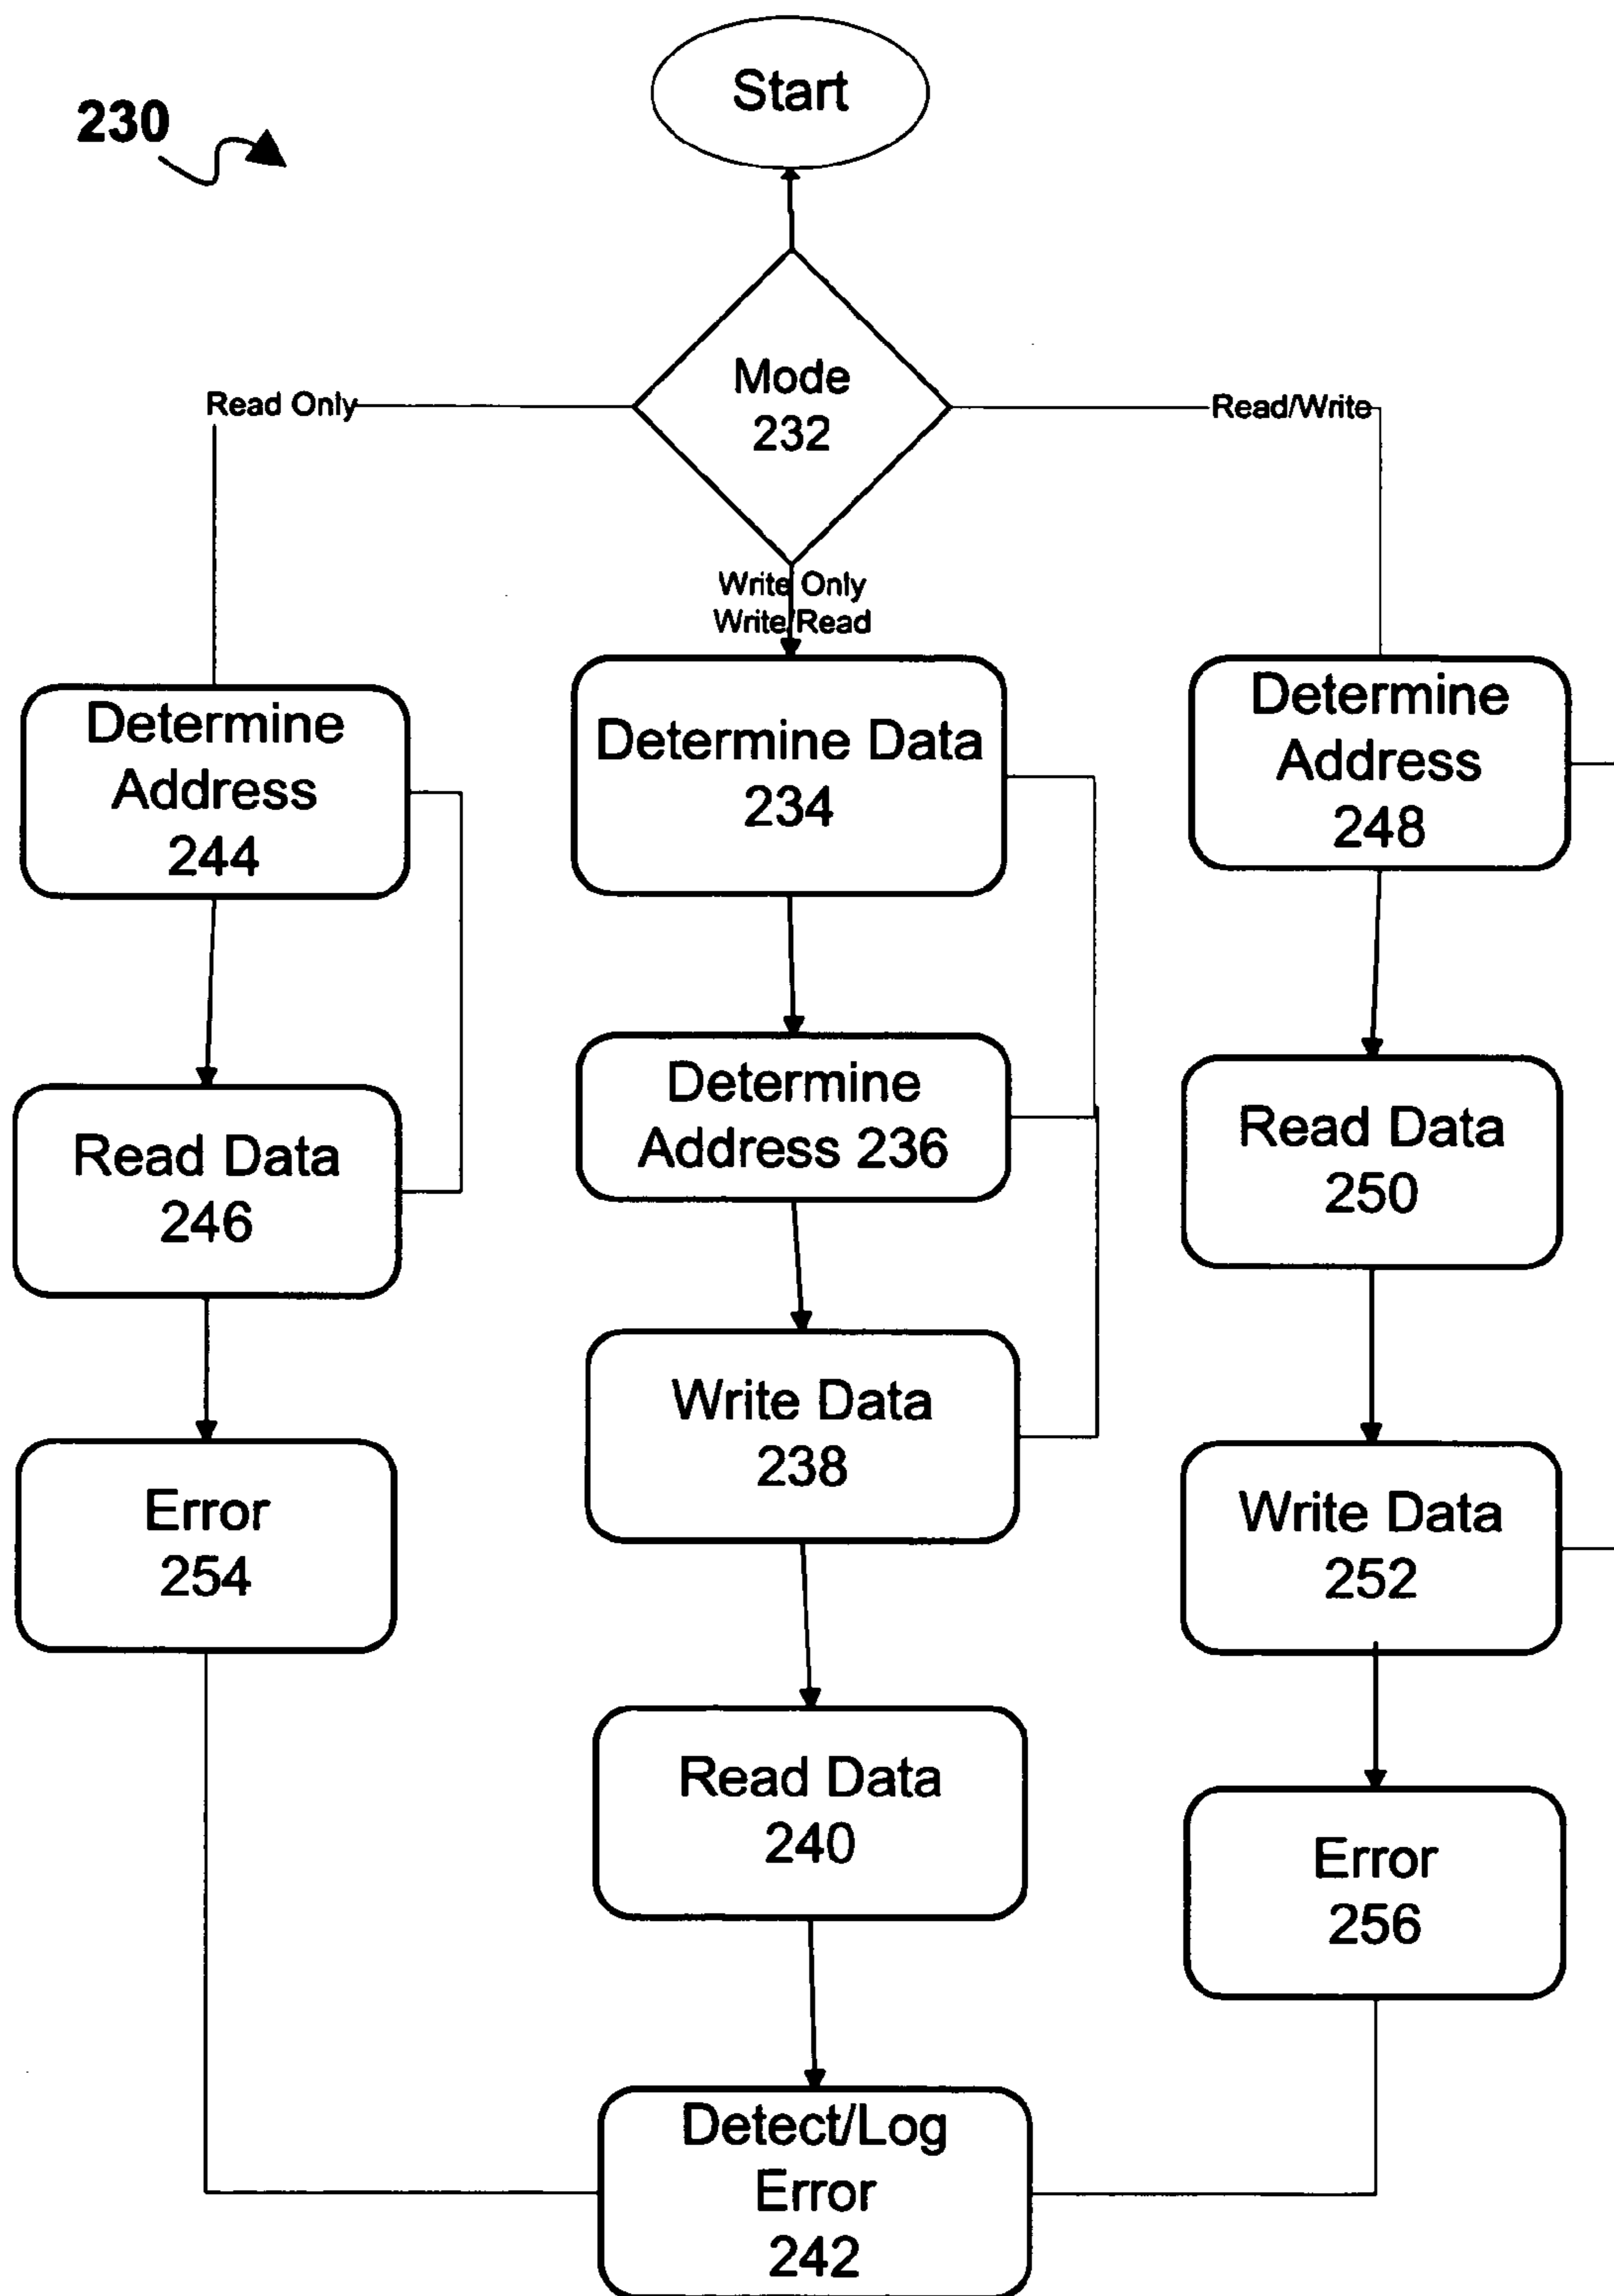 230
Start
Mode
232
Read Only
Read/Write
Write Only
Write/Read
Determine
Address
244
Determine Data
234
Determine
Address
248
Read Data
246
Determine
Address 236
Read Data
250
Error
254
Write Data
238
Write Data
252
Read Data
240
Error
256
Detect/Log
Error
242